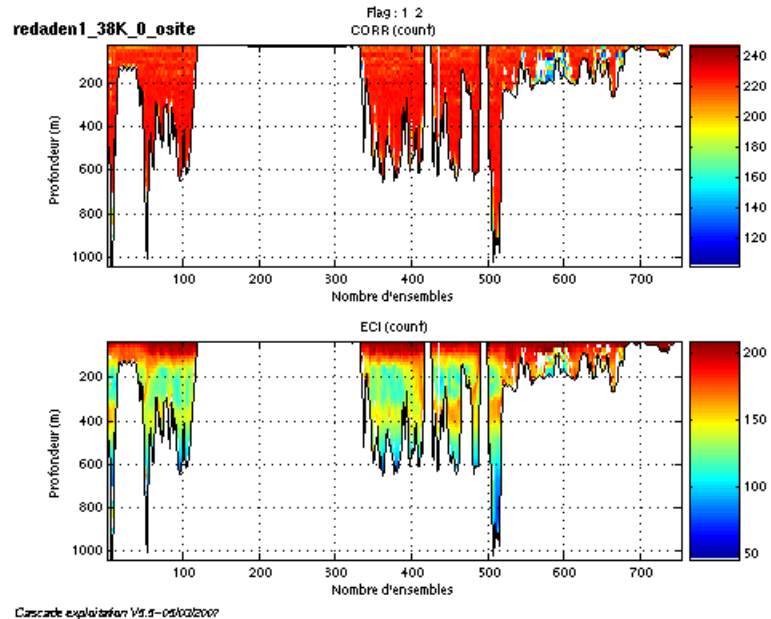 Flag : 1 2
redaden1_38K_0_osite
CORR (count)
Profondeur (m)
200
400
600
800
1000
100 200 300 400 500 600 700
Nombre d'ensembles
240
220
200
180
160
140
120
ECI (count)
Profondeur (m)
200
400
600
800
1000
100 200 300 400 500 600 700
Nombre d'ensembles
200
150
100
50
Cascade exploitation V5.5-05/03/2007